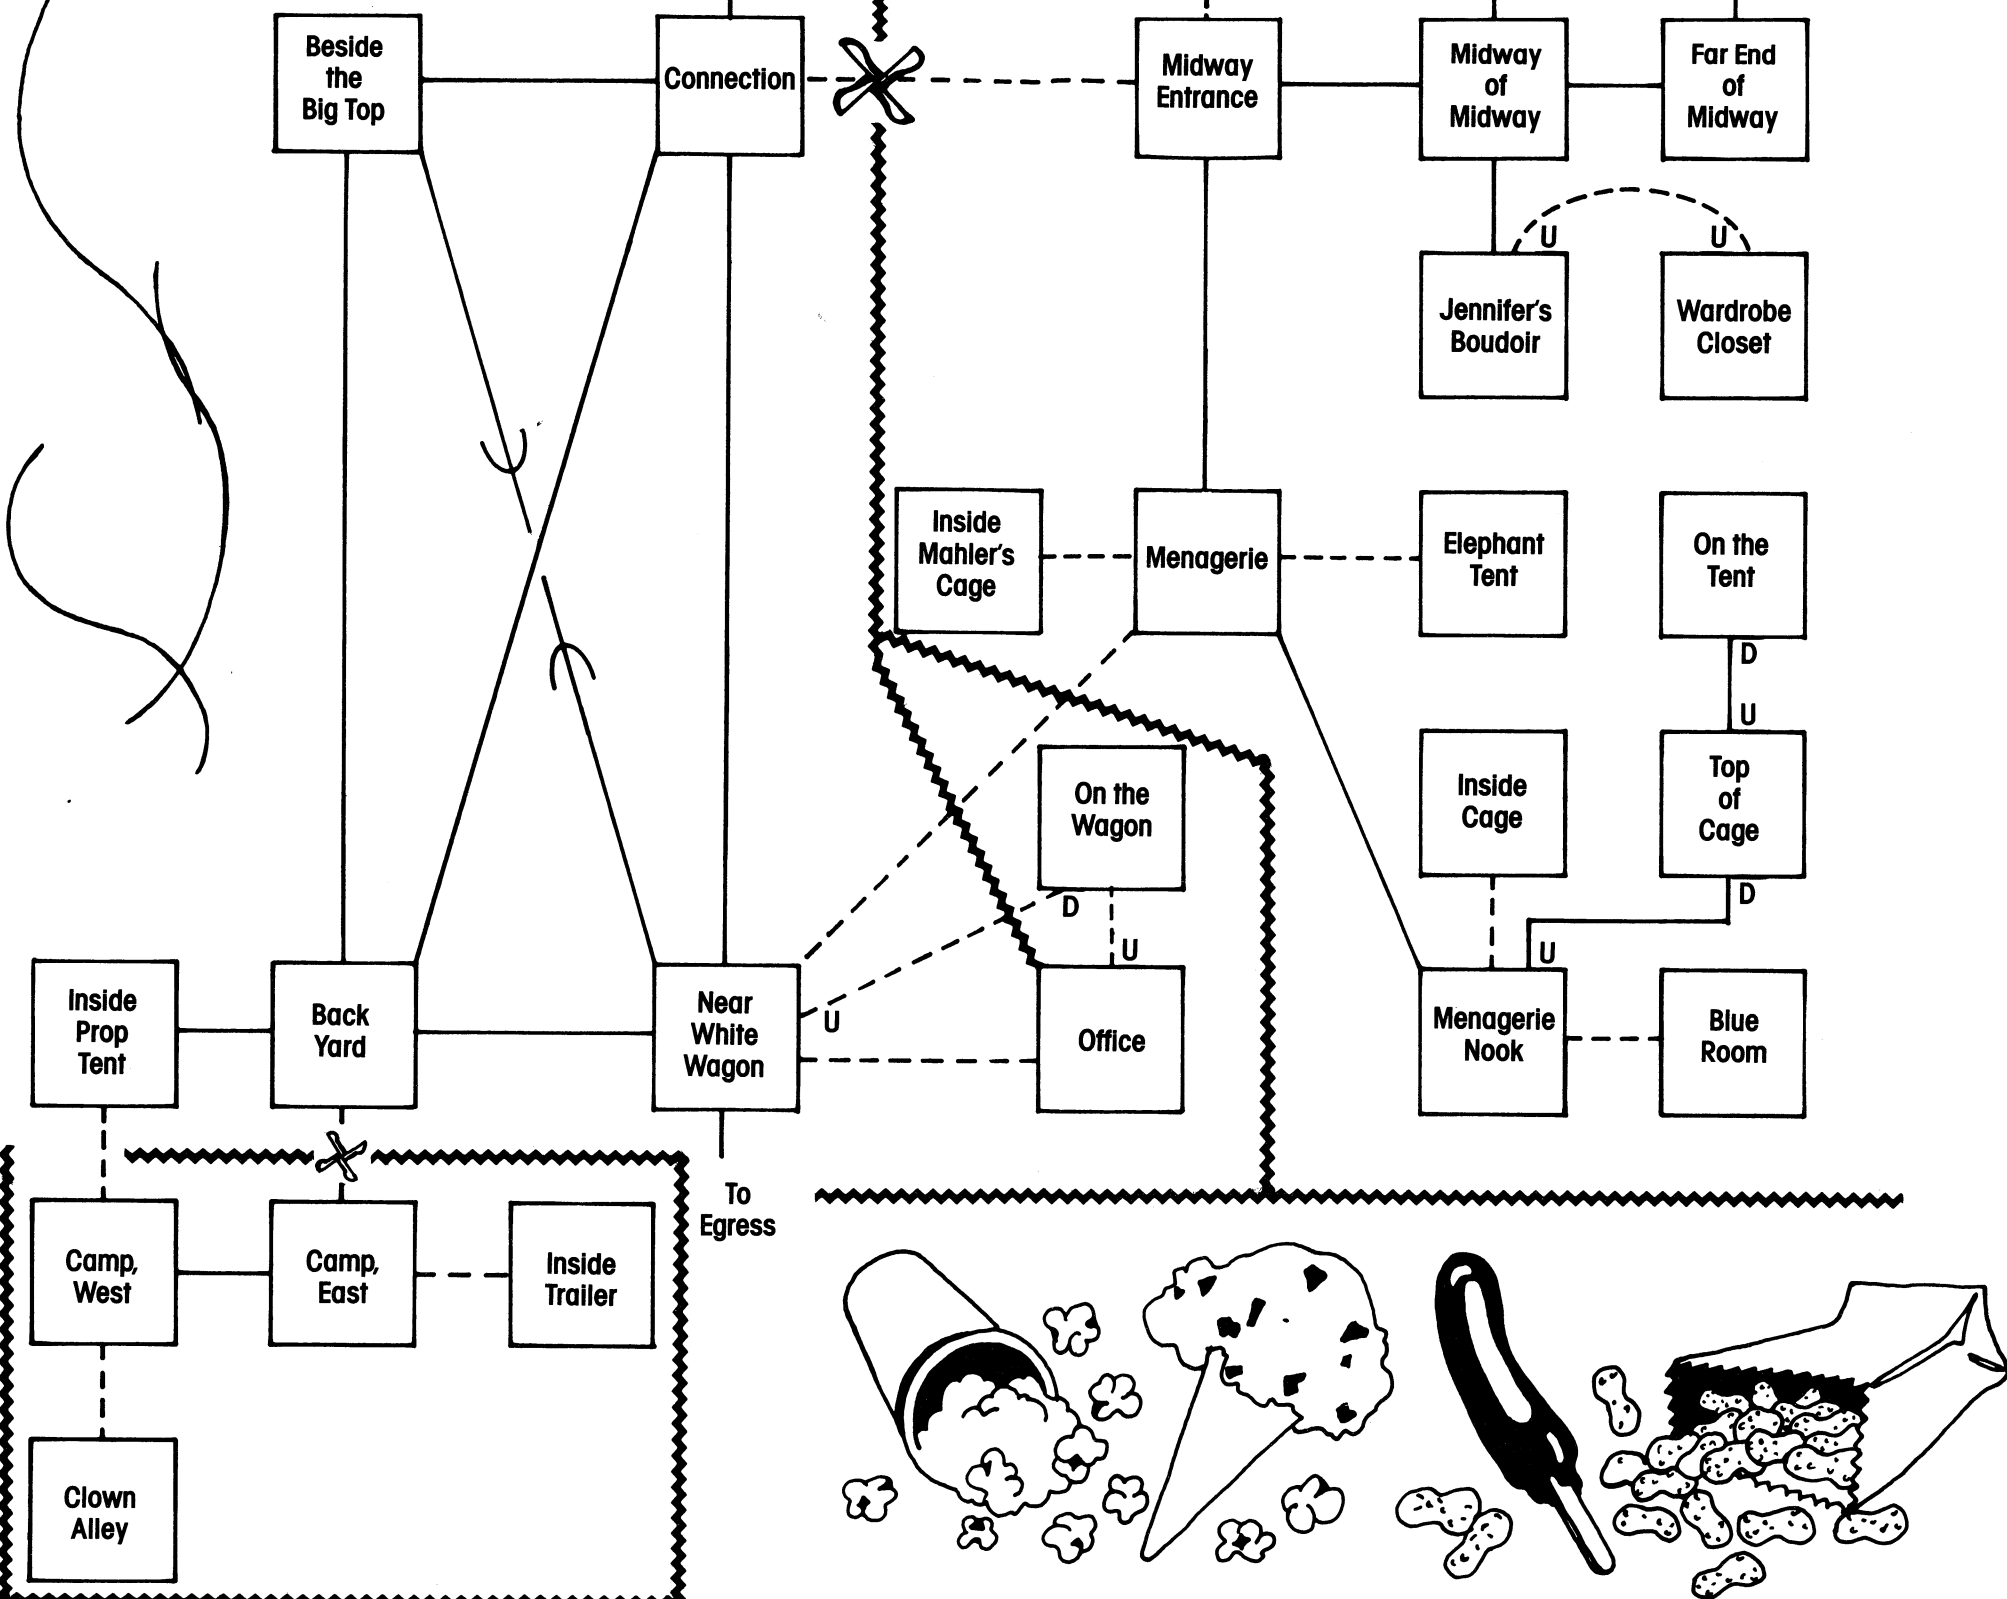 Beside
the
Big Top
Connection
Midway
Entrance
Midway
of
Midway
Far End
of
Midway
U
U
Jennifer's
Boudoir
Wardrobe
Closet
Inside
Mahler's
Cage
Menagerie
Elephant
Tent
On the
Tent
D
U
On the
Wagon
Inside
Cage
Top
of
Cage
D
D
U
U
Inside
Prop
Tent
Back
Yard
Near
White
Wagon
U
Office
Menagerie
Nook
Blue
Room
To
Egress
Camp,
West
Camp,
East
Inside
Trailer
Clown
Alley